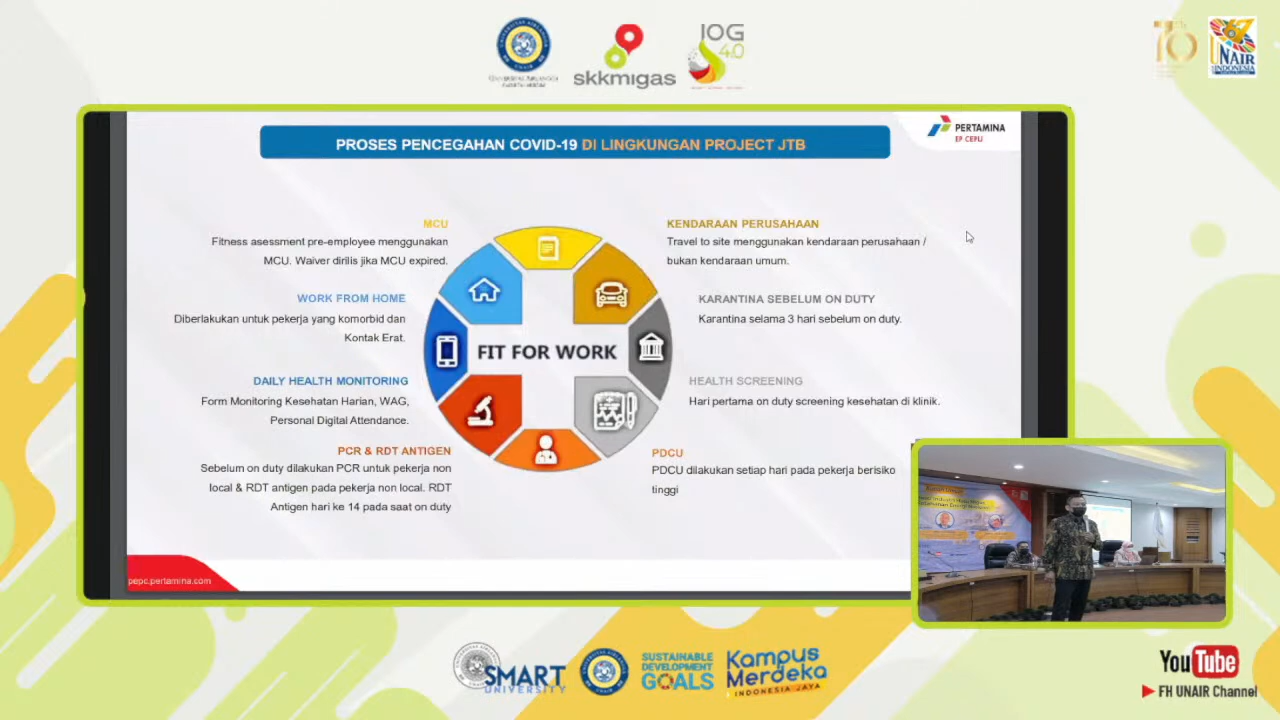 skkmigas
IOG
4.0
UNAIR
INDONESIA
PERTAMINA
EP CEPU
PROSES PENCEGAHAN COVID-19 DI LINGKUNGAN PROJECT JTB
MCU
Fitness asessment pre-employee menggunakan
MCU. Waiver dirilis jika MCU expired.
WORK FROM HOME
Diberlakukan untuk pekerja yang komorbid dan
Kontak Erat.
DAILY HEALTH MONITORING
Form Monitoring Kesehatan Harian, WAG,
Personal Digital Attendance.
PCR & RDT ANTIGEN
Sebelum on duty dilakukan PCR untuk pekerja non
local & RDT antigen pada pekerja non local. RDT
Antigen hari ke 14 pada saat on duty
FIT FOR WORK
KENDARAAN PERUSAHAAN
Travel to site menggunakan kendaraan perusahaan /
bukan kendaraan umum.
KARANTINA SEBELUM ON DUTY
Karantina selama 3 hari sebelum on duty.
HEALTH SCREENING
Hari pertama on duty screening kesehatan di klinik.
PDCU
PDCU dilakukan setiap hari pada pekerja berisiko
tinggi
pepc.pertamina.com
SMART
UNIVERSITY
SUSTAINABLE
DEVELOPMENT
GOALS
Kampus
Merdeka
INDONESIA JAYA
YouTube
FH UNAIR Channel